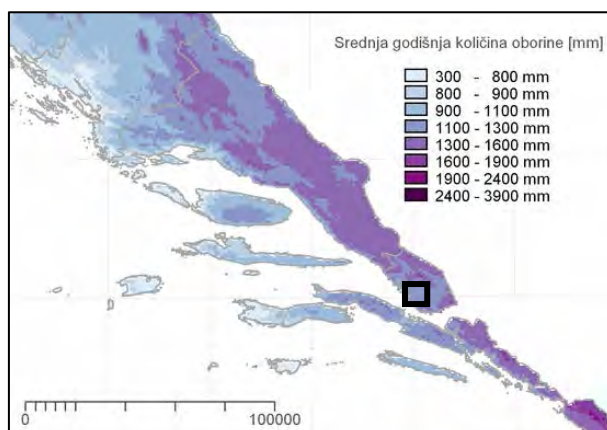 Srednja godišnja količina oborine [mm]
300 - 800 mm
800 - 900 mm
900 - 1100 mm
1100 - 1300 mm
1300 - 1600 mm
1600 - 1900 mm
1900 - 2400 mm
2400 - 3900 mm
0 100000